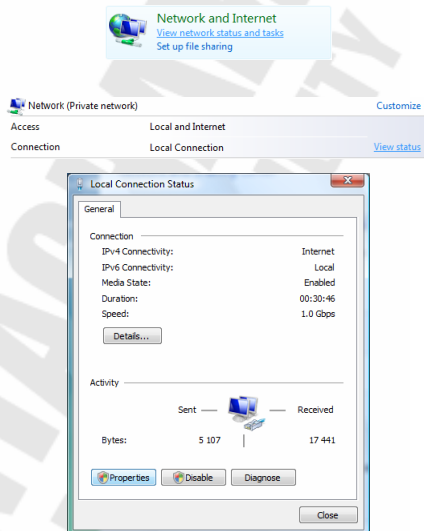 Network and Internet
View network status and tasks
Set up file sharing
Network (Private network) Customize
Access Local and Internet
Connection Local Connection View status
Local Connection Status
General
Connection
IPv4 Connectivity: Internet
IPv6 Connectivity: Local
Media State: Enabled
Duration: 00:30:46
Speed: 1.0 Gbps
Details...
Activity
Sent Received
Bytes: 5 107 17 441
Properties Disable Diagnose
Close